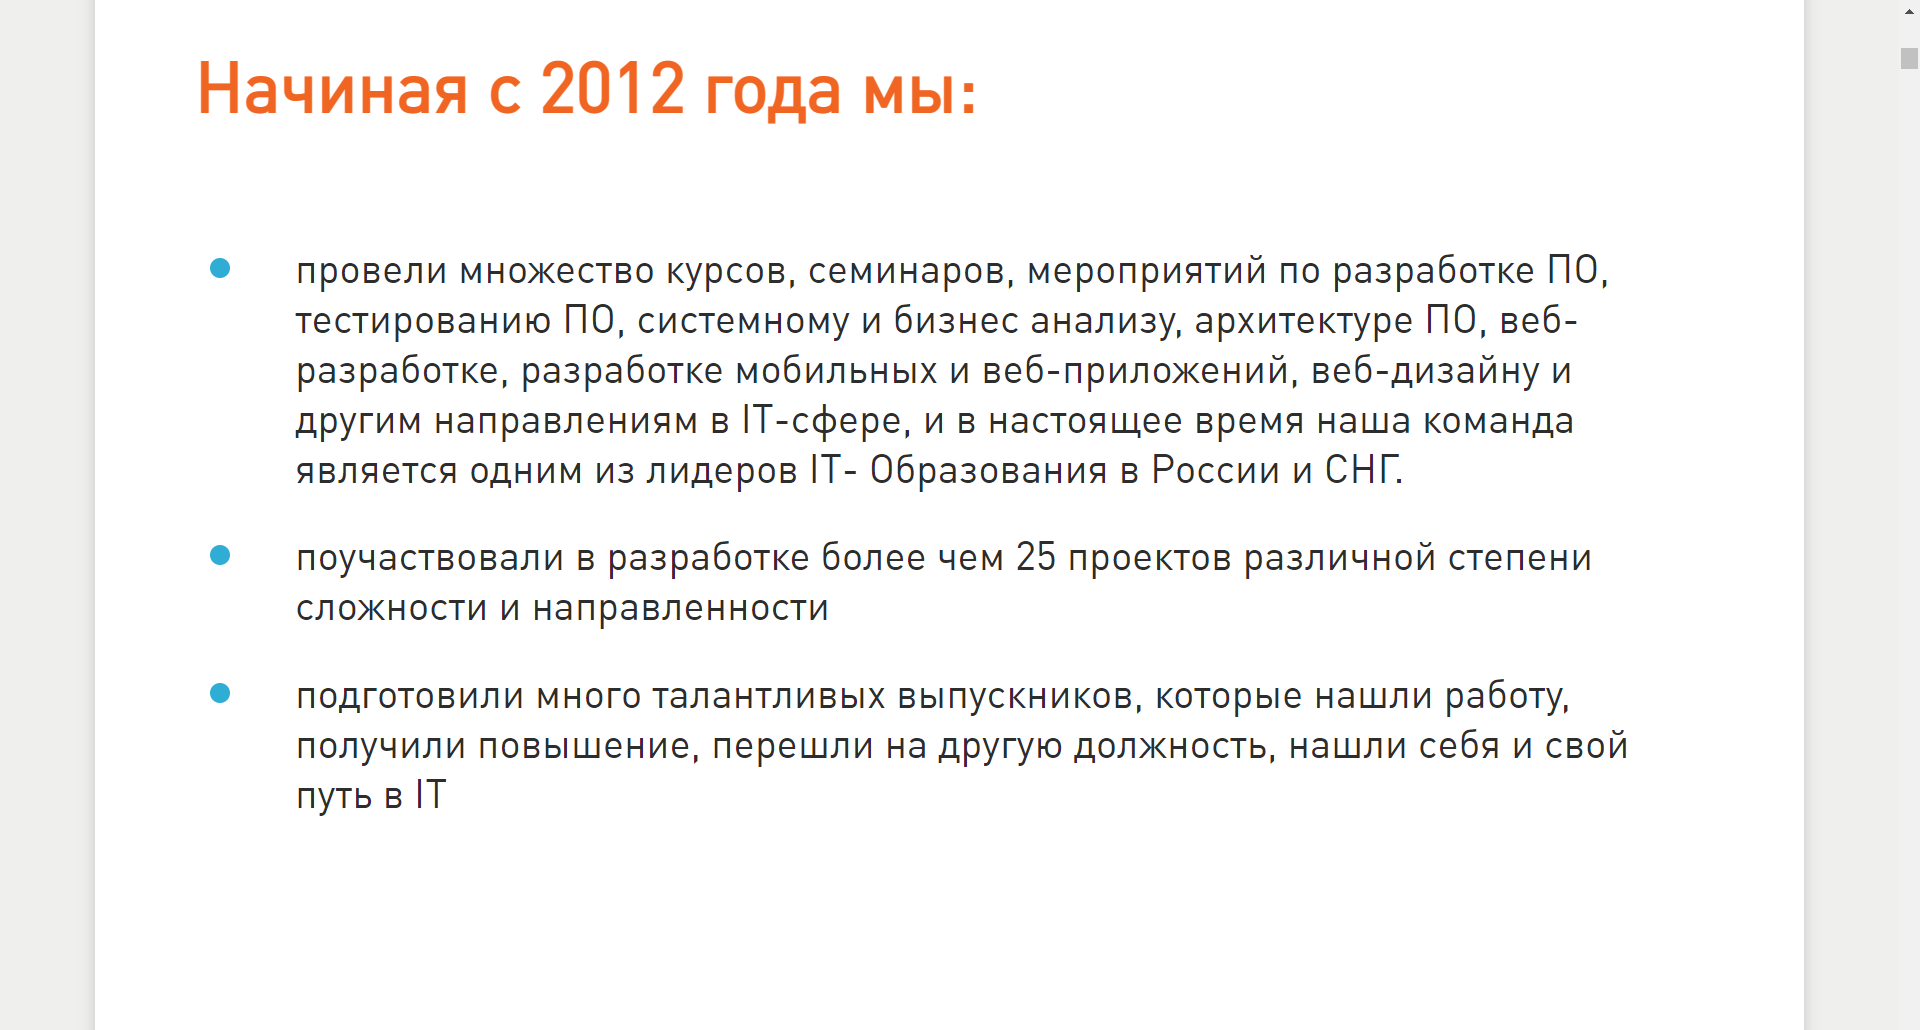 Начиная с 2012 года мы:
провели множество курсов, семинаров, мероприятий по разработке ПО,
тестированию ПО, системному и бизнес анализу, архитектуре ПО, веб-
разработке, разработке мобильных и веб-приложений, веб-дизайну и
другим направлениям в IT-сфере, и в настоящее время наша команда
является одним из лидеров IT- Образования в России и СНГ.
поучаствовали в разработке более чем 25 проектов различной степени
сложности и направленности
подготовили много талантливых выпускников, которые нашли работу,
получили повышение, перешли на другую должность, нашли себя и свой
путь в IT